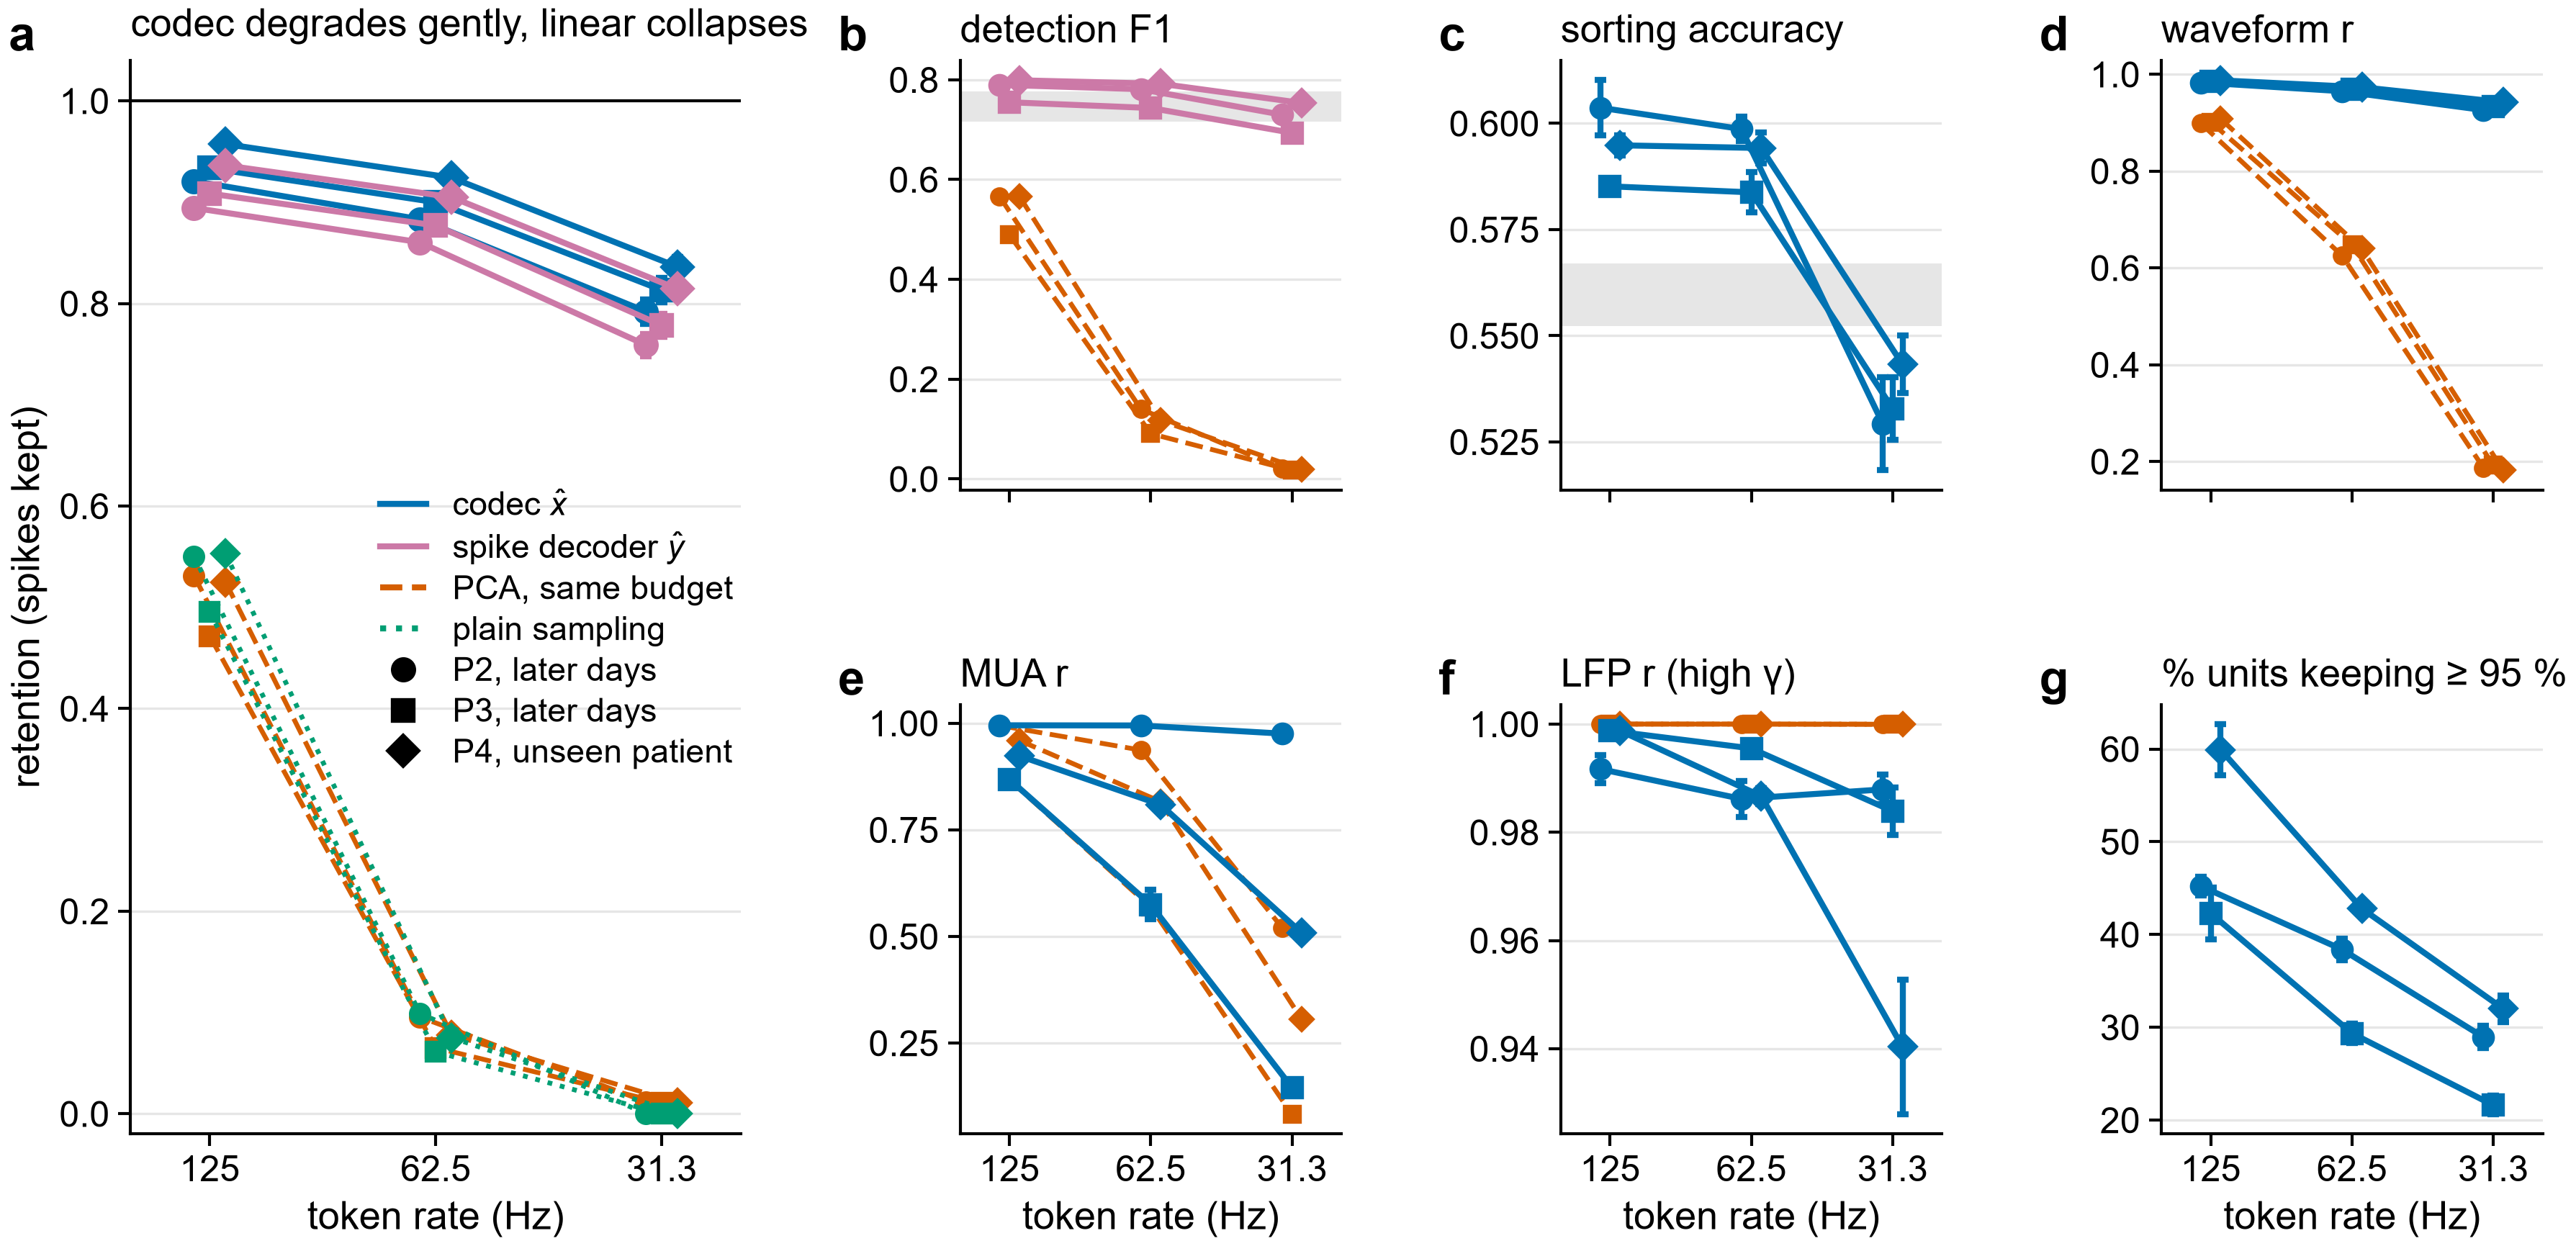 a
codec degrades gently, linear collapses
retention (spikes kept)
1.0
0.8
0.6
0.4
0.2
0.0
codec x̂
spike decoder ŷ
PCA, same budget
plain sampling
P2, later days
P3, later days
P4, unseen patient
125
62.5
31.3
token rate (Hz)
b
detection F1
0.8
0.6
0.4
0.2
0.0
c
sorting accuracy
0.600
0.575
0.550
0.525
d
waveform r
1.0
0.8
0.6
0.4
0.2
e
MUA r
1.00
0.75
0.50
0.25
125
62.5
31.3
token rate (Hz)
f
LFP r (high γ)
1.00
0.98
0.96
0.94
125
62.5
31.3
token rate (Hz)
g
% units keeping ≥ 95 %
60
50
40
30
20
125
62.5
31.3
token rate (Hz)